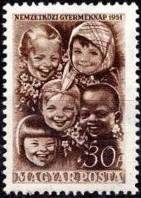 NEMZETKÖZI GYERMEKNAP 1951
30f
MAGYAR POSTA